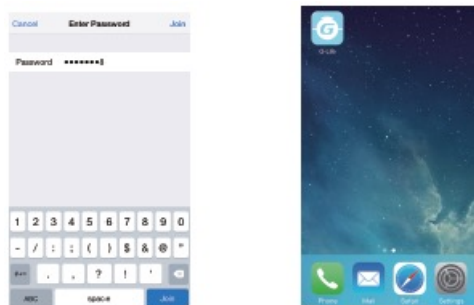 Cancel Enter Password Join
Password •••••••
1 2 3 4 5 6 7 8 9 0
- / : ; ( ) $ & @ "
#+= . , ? ! '
ABC space Join
G
G-Life
Phone Mail Safari Settings